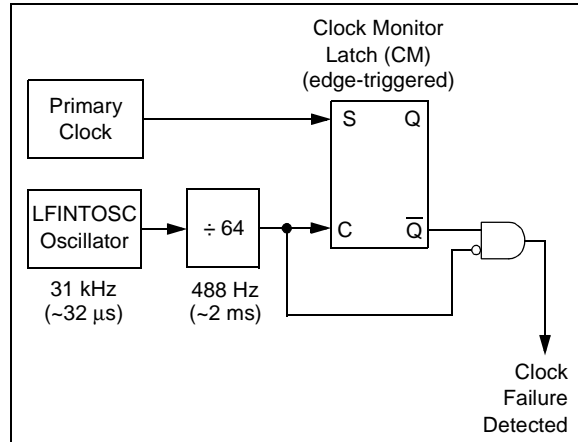 Clock Monitor
Latch (CM)
(edge-triggered)
Primary
Clock
S
Q
LFINTOSC
Oscillator
÷ 64
C
Q̅
31 kHz
(~32 μs)
488 Hz
(~2 ms)
Clock
Failure
Detected